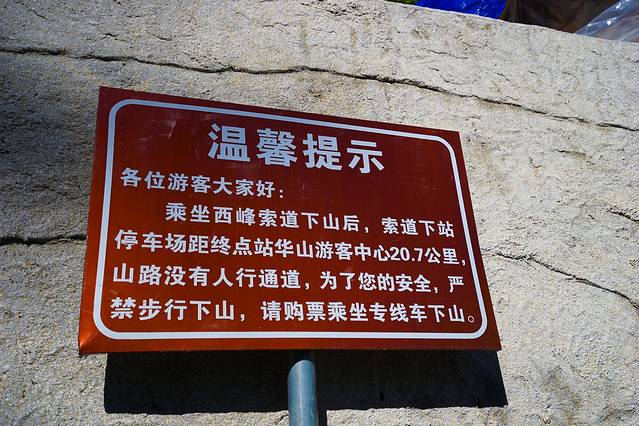 温馨提示
各位游客大家好：
乘坐西峰索道下山后，索道下站
停车场距终点站华山游客中心20.7公里，
山路没有人行通道，为了您的安全，严
禁步行下山，请购票乘坐专线车下山。